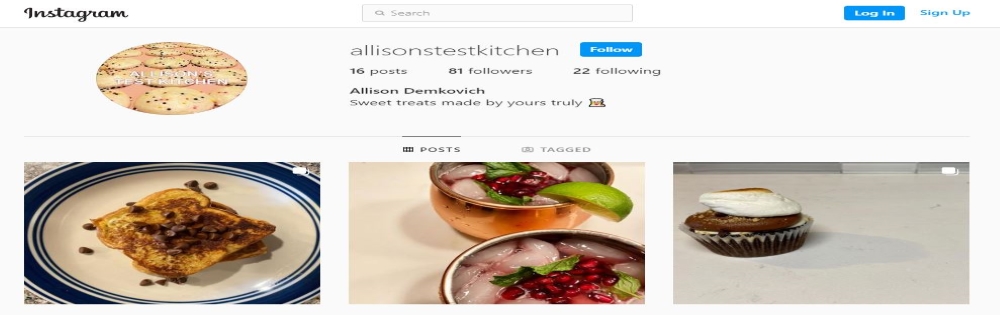 Instagram
Search
Log In Sign Up
allisonstestkitchen Follow
16 posts 81 followers 22 following
Allison Demkovich
Sweet treats made by yours truly
ALLISON'S
TEST KITCHEN
POSTS TAGGED